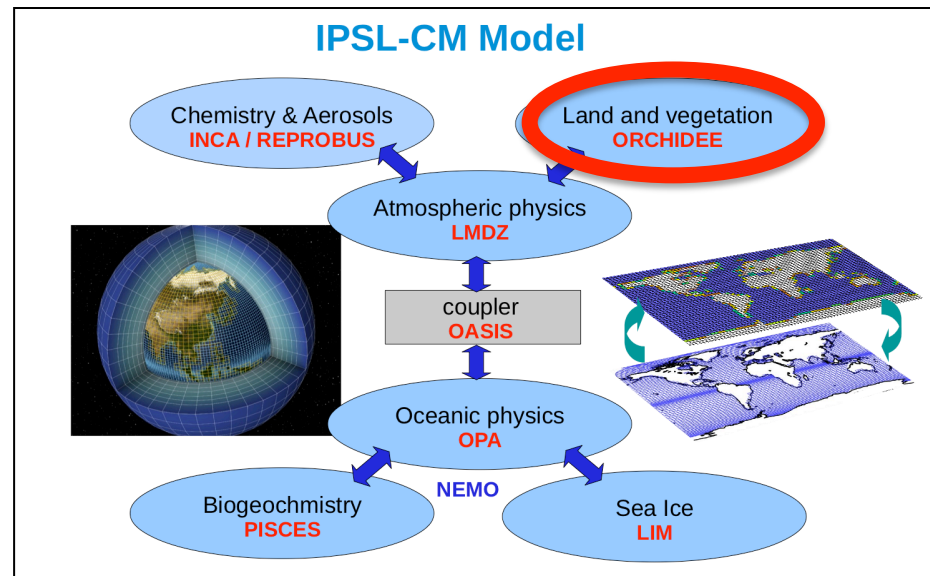 IPSL-CM Model
Chemistry & Aerosols
INCA / REPROBUS
Land and vegetation
ORCHIDEE
Atmospheric physics
LMDZ
coupler
OASIS
Oceanic physics
OPA
NEMO
Biogeochmistry
PISCES
Sea Ice
LIM